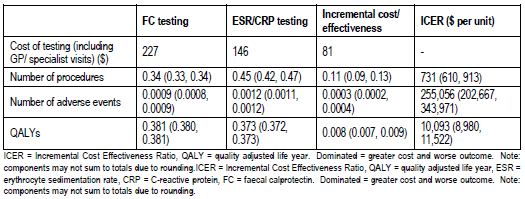 FC testing ESR/CRP testing Incremental cost/ effectiveness ICER ($ per unit)
Cost of testing (including GP/ specialist visits) ($) 227 146 81 -
Number of procedures 0.34 (0.33, 0.34) 0.45 (0.42, 0.47) 0.11 (0.09, 0.13) 731 (610, 913)
Number of adverse events 0.0009 (0.0008, 0.0009) 0.0012 (0.0011, 0.0012) 0.0003 (0.0002, 0.0004) 255,056 (202,667, 343,971)
QALYs 0.381 (0.380, 0.381) 0.373 (0.372, 0.373) 0.008 (0.007, 0.009) 10,093 (8,980, 11,522)
ICER = Incremental Cost Effectiveness Ratio, QALY = quality adjusted life year. Dominated = greater cost and worse outcome. Note:
components may not sum to totals due to rounding.ICER = Incremental Cost Effectiveness Ratio, QALY = quality adjusted life year, ESR =
erythrocyte sedimentation rate, CRP = C-reactive protein, FC = faecal calprotectin. Dominated = greater cost and worse outcome. Note:
components may not sum to totals due to rounding.